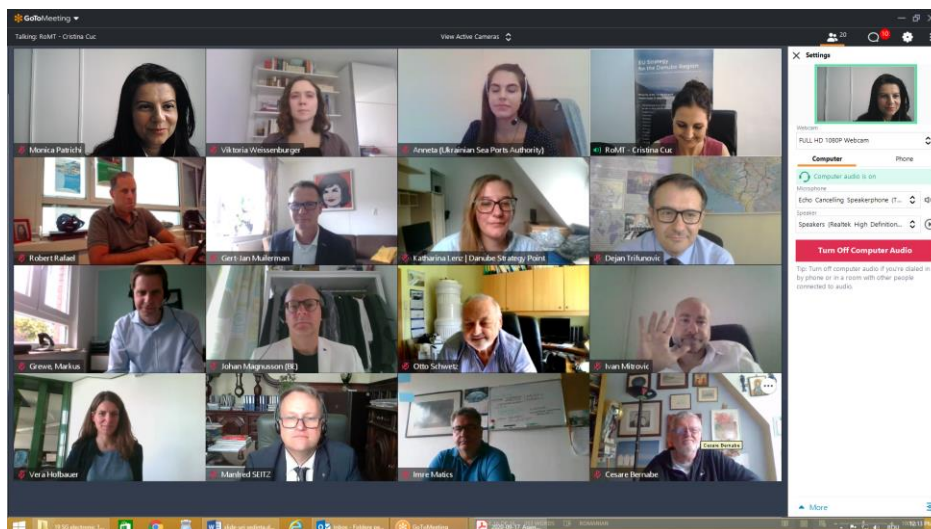 GoToMeeting
Talking: RoMT - Cristina Cuc
View Active Cameras
20
10
Settings
Monica Patrichi
Viktoria Weissenburger
Anneta (Ukrainian Sea Ports Authority)
EU Strategy
for the Danube Region
RoMT - Cristina Cuc
Webcam
FULL HD 1080P Webcam
Computer
Phone
Computer audio is on
Microphone
Echo Cancelling Speakerphone (T...
Speaker
Speakers (Realtek High Definition...
Turn Off Computer Audio
Tip: Turn off computer audio if you're dialed in
by phone or in a room with other people
connected to audio.
Robert Rafael
Gert-Jan Muilerman
Katharina Lenz | Danube Strategy Point
Dejan Trifunovic
Grewe, Markus
Johan Magnusson (BE)
Otto Schwetz
Ivan Mitrovic
Vera Hofbauer
Manfred SEITZ
Imre Matics
Cesare Bernabe
Cesare Bernabe
More
GoToMeeting
ROMANIAN